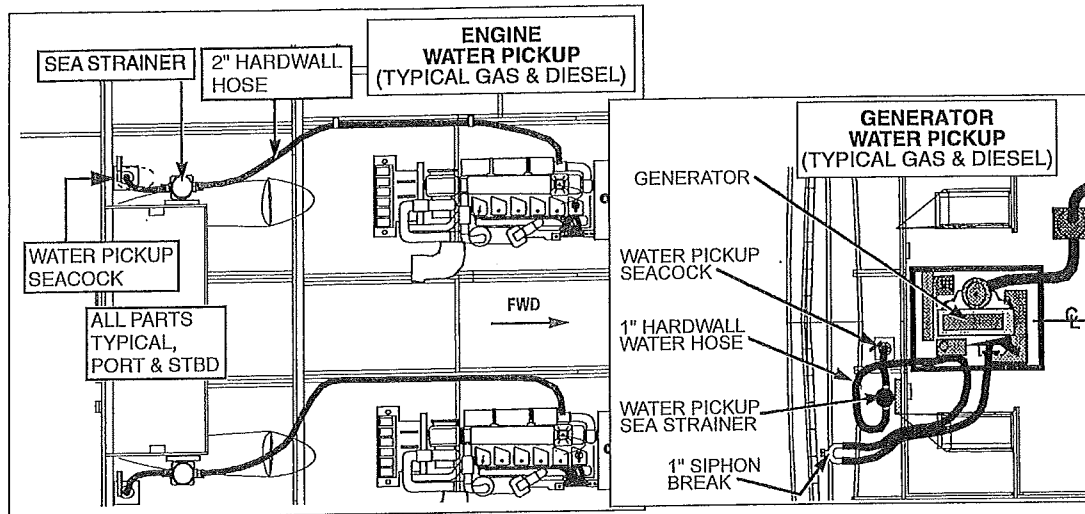 ENGINE
WATER PICKUP
(TYPICAL GAS & DIESEL)
SEA STRAINER
2" HARDWALL
HOSE
WATER PICKUP
SEACOCK
ALL PARTS
TYPICAL,
PORT & STBD
FWD
GENERATOR
WATER PICKUP
(TYPICAL GAS & DIESEL)
GENERATOR
WATER PICKUP
SEACOCK
1" HARDWALL
WATER HOSE
WATER PICKUP
SEA STRAINER
1" SIPHON
BREAK
℄